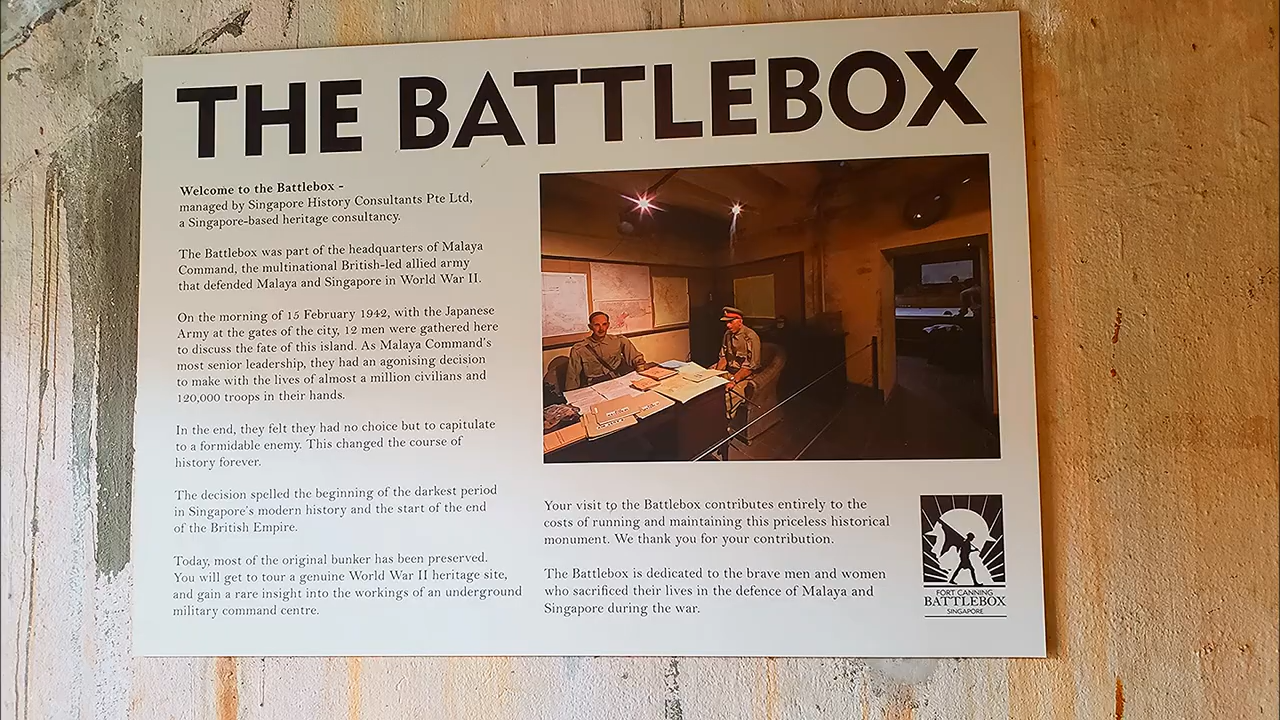 THE BATTLEBOX
Welcome to the Battlebox -
managed by Singapore History Consultants Pte Ltd,
a Singapore-based heritage consultancy.
The Battlebox was part of the headquarters of Malaya
Command, the multinational British-led allied army
that defended Malaya and Singapore in World War II.
On the morning of 15 February 1942, with the Japanese
Army at the gates of the city, 12 men were gathered here
to discuss the fate of this island. As Malaya Command's
most senior leadership, they had an agonising decision
to make with the lives of almost a million civilians and
120,000 troops in their hands.
In the end, they felt they had no choice but to capitulate
to a formidable enemy. This changed the course of
history forever.
The decision spelled the beginning of the darkest period
in Singapore's modern history and the start of the end
of the British Empire.
Today, most of the original bunker has been preserved.
You will get to tour a genuine World War II heritage site,
and gain a rare insight into the workings of an underground
military command centre.
Your visit to the Battlebox contributes entirely to the
costs of running and maintaining this priceless historical
monument. We thank you for your contribution.
The Battlebox is dedicated to the brave men and women
who sacrificed their lives in the defence of Malaya and
Singapore during the war.
FORT CANNING
BATTLEBOX
SINGAPORE